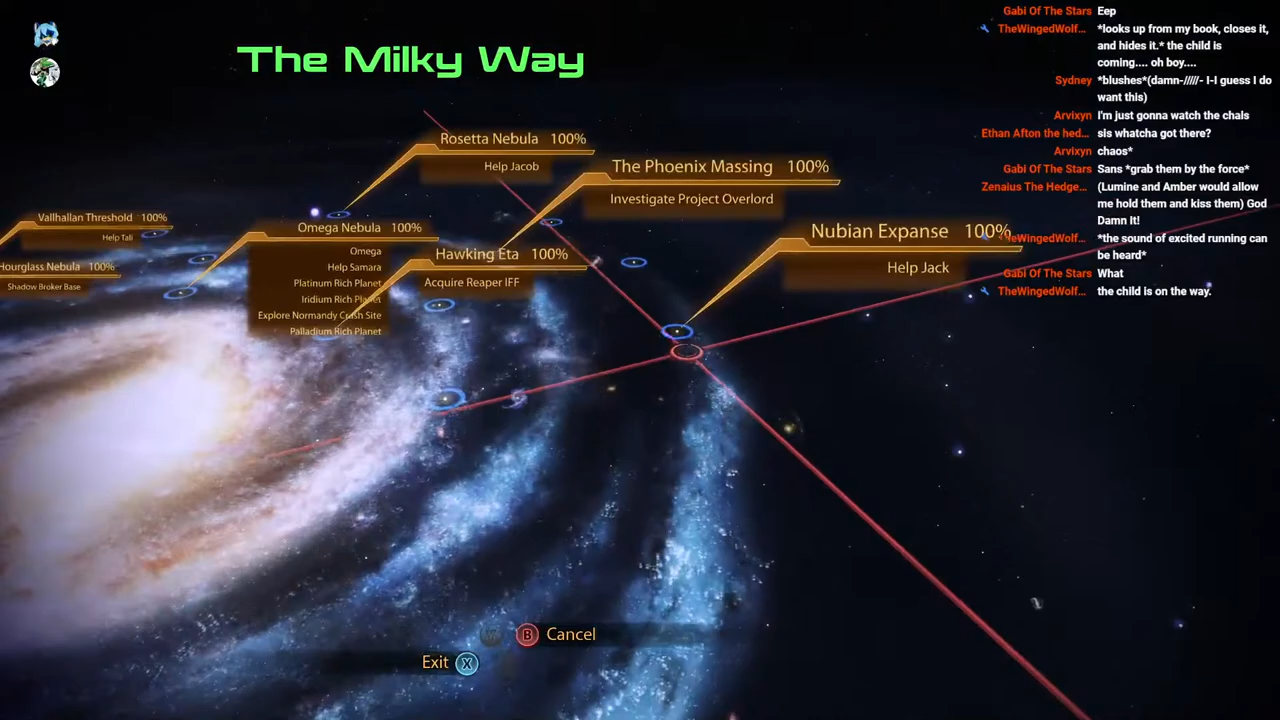 The Milky Way
Rosetta Nebula 100%
Help Jacob
The Phoenix Massing 100%
Investigate Project Overlord
Vallhallan Threshold 100%
Help Tali
Omega Nebula 100%
Omega
Help Samara
Platinum Rich Planet
Iridium Rich Planet
Explore Normandy Crash Site
Palladium Rich Planet
Hawking Eta 100%
Acquire Reaper IFF
Nubian Expanse 100%
Help Jack
Hourglass Nebula 100%
Shadow Broker Base
B Cancel
Exit X
Gabi Of The Stars Eep
TheWingedWolf... *looks up from my book, closes it,
and hides it.* the child is
coming.... oh boy....
Sydney *blushes*(damn-/////- I-I guess I do
want this)
Arvixyn I'm just gonna watch the chals
Ethan Afton the hed... sis whatcha got there?
Arvixyn chaos*
Gabi Of The Stars Sans *grab them by the force*
Zenaius The Hedge... (Lumine and Amber would allow
me hold them and kiss them) God
Damn It!
TheWingedWolf... *the sound of excited running can
be heard*
Gabi Of The Stars What
TheWingedWolf... the child is on the way.